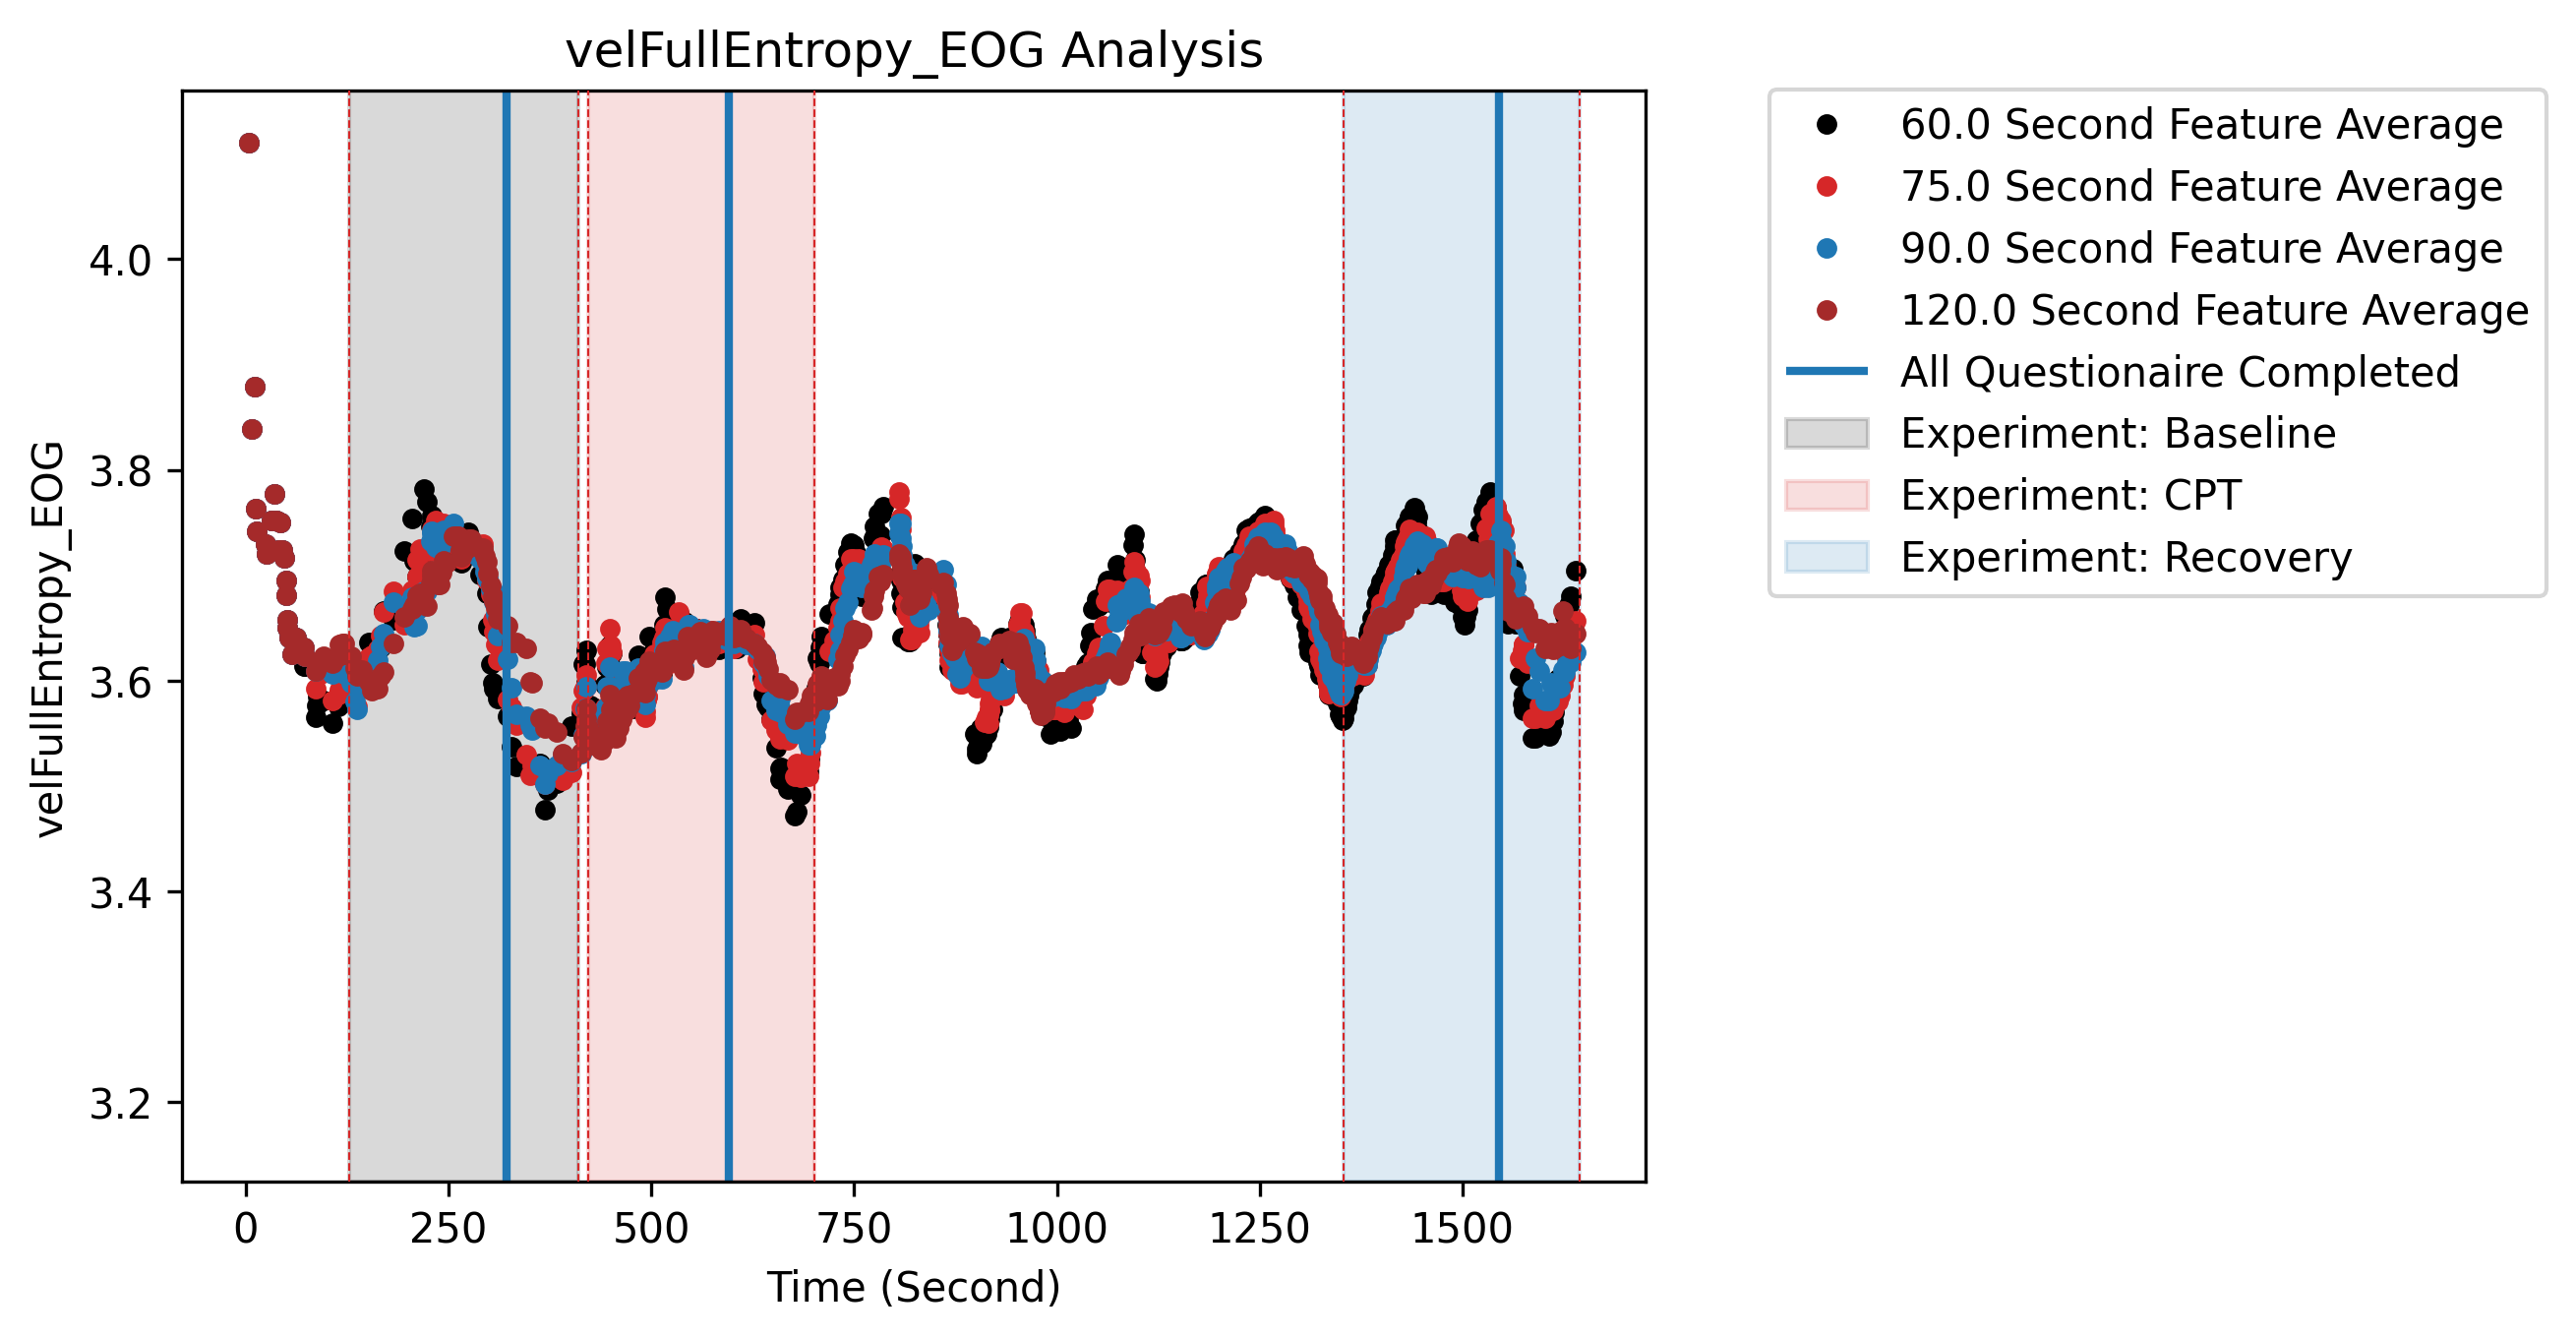 velFullEntropy_EOG Analysis
velFullEntropy_EOG
4.0
3.8
3.6
3.4
3.2
0 250 500 750 1000 1250 1500
Time (Second)
60.0 Second Feature Average
75.0 Second Feature Average
90.0 Second Feature Average
120.0 Second Feature Average
All Questionaire Completed
Experiment: Baseline
Experiment: CPT
Experiment: Recovery